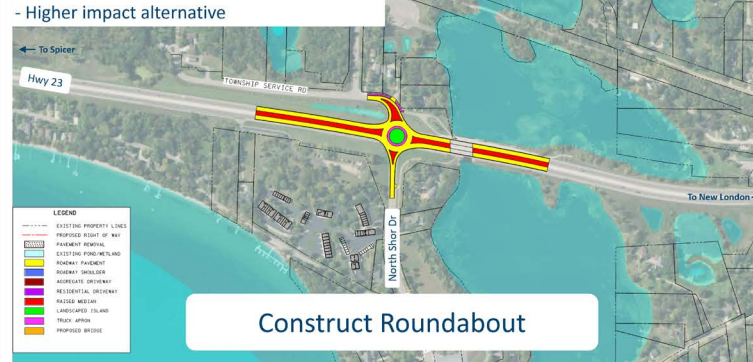 - Higher impact alternative
To Spicer
Hwy 23
TOWNSHIP SERVICE RD
To New London
North Shor Dr
LEGEND
EXISTING PROPERTY LINES
PROPOSED RIGHT OF WAY
PAVEMENT REMOVAL
EXISTING POND/WETLAND
ROADWAY PAVEMENT
ROADWAY SHOULDER
AGGREGATE DRIVEWAY
RESIDENTIAL DRIVEWAY
RAISED MEDIAN
LANDSCAPED ISLAND
TRUCK APRON
PROPOSED BRIDGE
Construct Roundabout